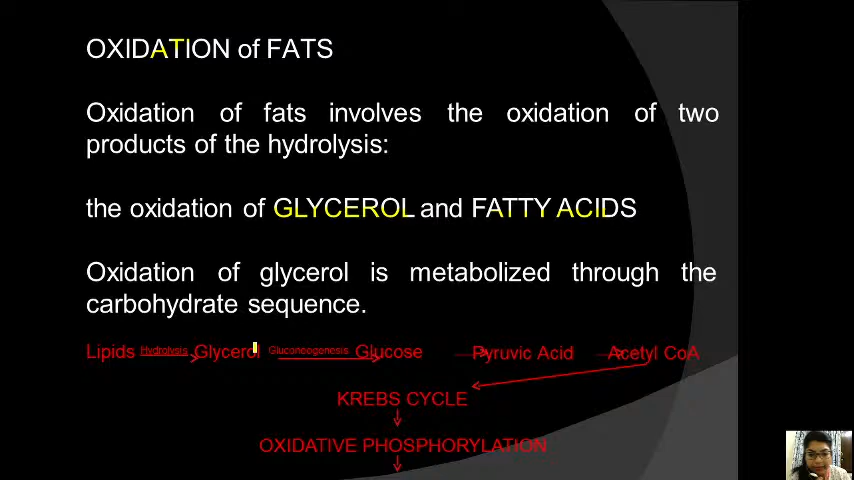 OXIDATION of FATS
Oxidation of fats involves the oxidation of two
products of the hydrolysis:
the oxidation of GLYCEROL and FATTY ACIDS
Oxidation of glycerol is metabolized through the
carbohydrate sequence.
Lipids Hydrolysis Glycerol Gluconeogenesis Glucose Pyruvic Acid Acetyl CoA
KREBS CYCLE
OXIDATIVE PHOSPHORYLATION